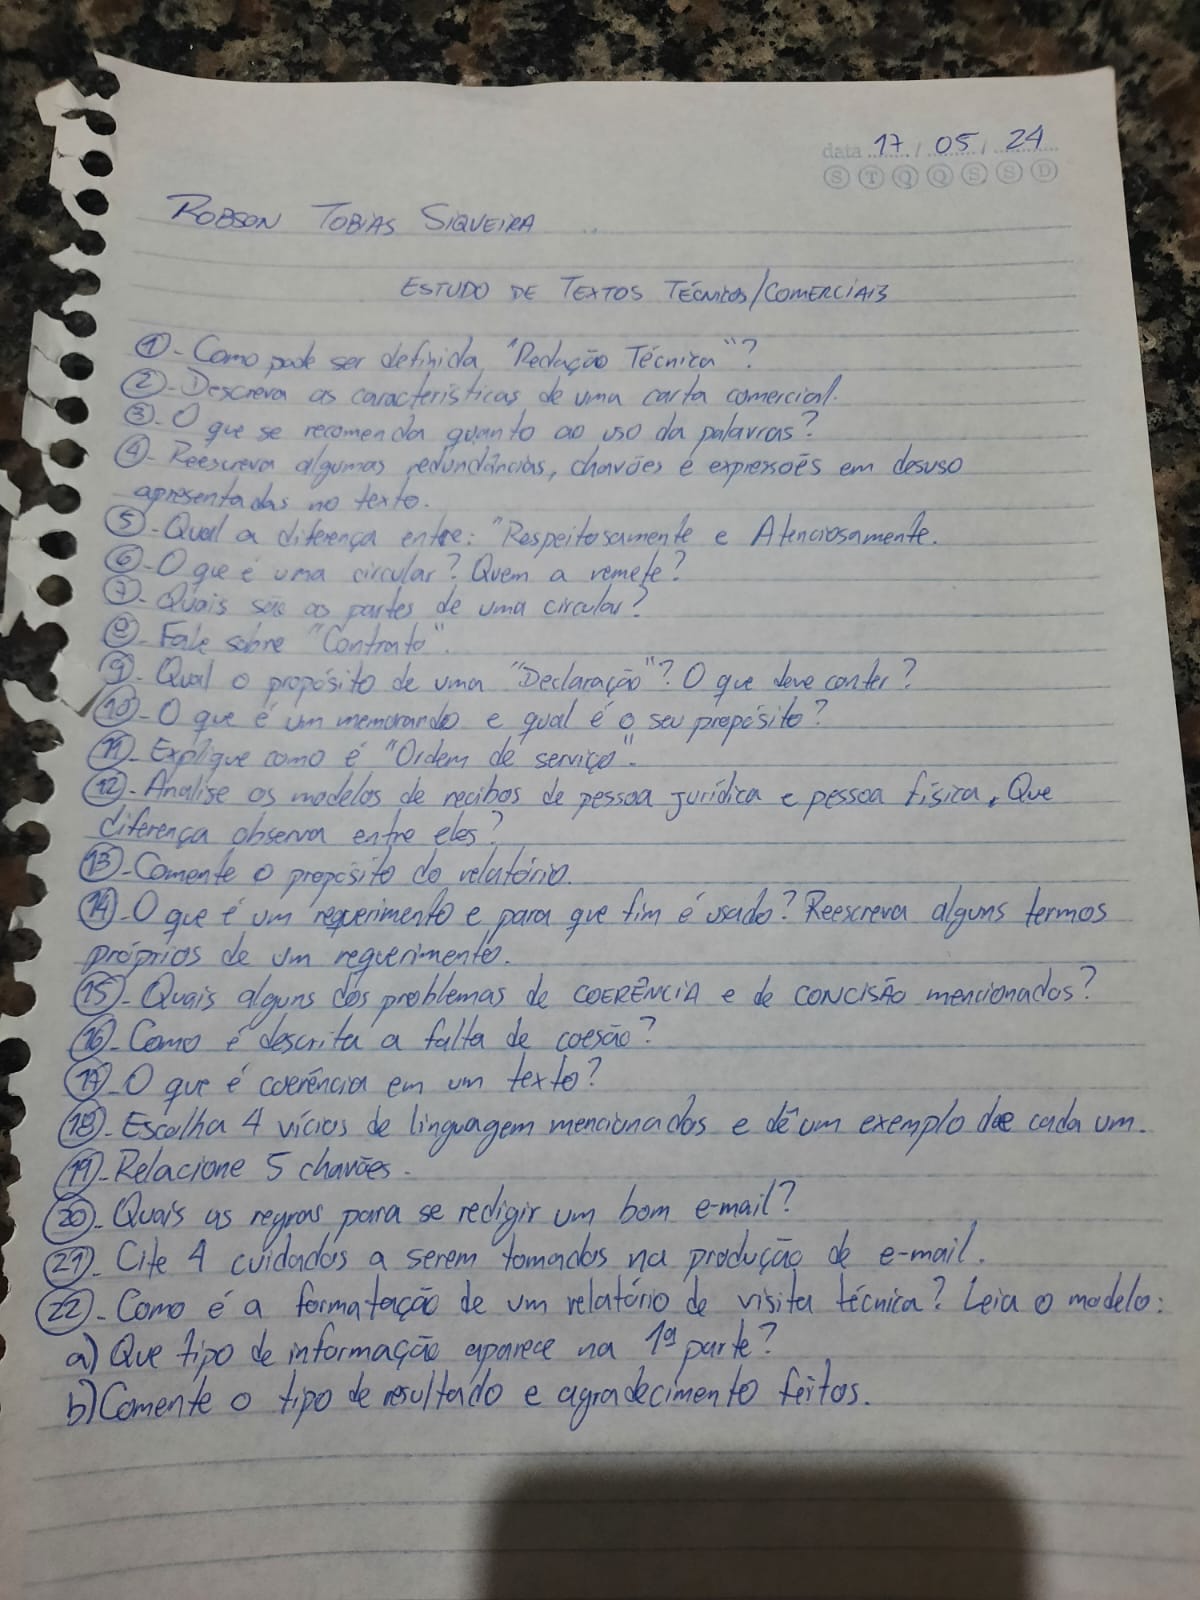 data 17 / 05 / 24
S T Q Q S S D
ROBSON TOBIAS SIQUEIRA
ESTUDO DE TEXTOS TÉCNICOS/COMERCIAIS
1 - Como pode ser definida "Redação Técnica"?
2 - Descreva as características de uma carta comercial.
3 - O que se recomenda quanto ao uso da palavras?
4 - Reescreva algumas redundâncias, chavões e expressões em desuso
apresentadas no texto.
5 - Qual a diferença entre: "Respeitosamente e Atenciosamente.
6 - O que é uma circular? Quem a remete?
7 - Quais são as partes de uma circular?
8 - Fale sobre "Contrato".
9 - Qual o propósito de uma "Declaração"? O que deve conter?
10 - O que é um memorando e qual é o seu propósito?
11 - Explique como é "Ordem de serviço".
12 - Analise os modelos de recibos de pessoa jurídica e pessoa física. Que
diferença observa entre eles?
13 - Comente o propósito do relatório.
14 - O que é um requerimento e para que fim é usado? Reescreva alguns termos
próprios de um requerimento.
15 - Quais alguns dos problemas de COERÊNCIA e de CONCISÃO mencionados?
16 - Como é descrita a falta de coesão?
17 - O que é coerência em um texto?
18 - Escolha 4 vícios de linguagem mencionados e dê um exemplo de cada um.
19 - Relacione 5 chavões.
20 - Quais as regras para se redigir um bom e-mail?
21 - Cite 4 cuidados a serem tomados na produção de e-mail.
22 - Como é a formatação de um relatório de visita técnica? Leia o modelo:
a) Que tipo de informação aparece na 1ª parte?
b) Comente o tipo de resultado e agradecimento feitos.